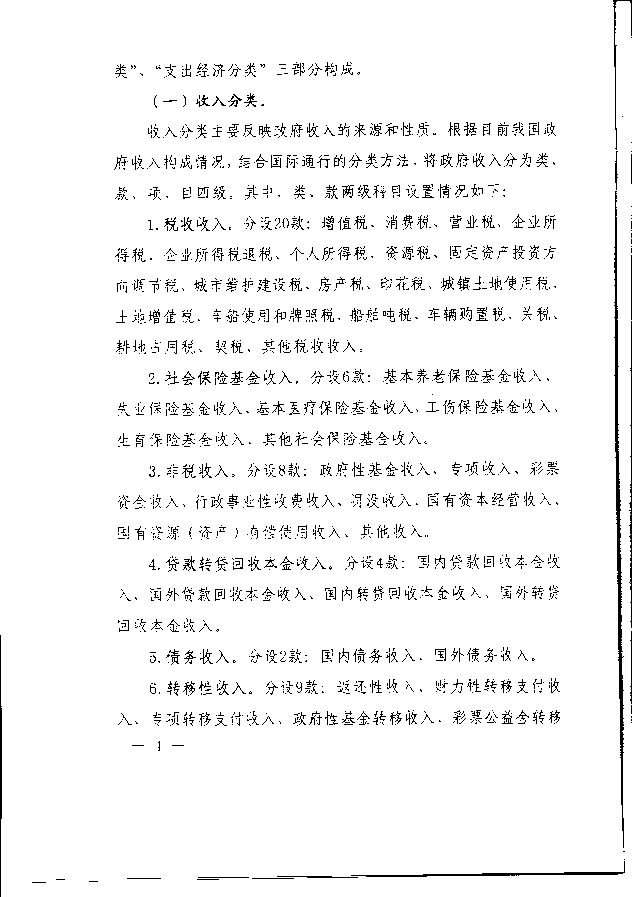 类”、“支出经济分类”三部分构成。
（一）收入分类。
收入分类主要反映政府收入的来源和性质。根据目前我国政
府收入构成情况，结合国际通行的分类方法，将政府收入分为类、
款、项、目四级。其中，类、款两级科目设置情况如下：
1.税收收入。分设20款：增值税、消费税、营业税、企业所
得税、企业所得税退税、个人所得税、资源税、固定资产投资方
向调节税、城市维护建设税、房产税、印花税、城镇土地使用税、
土地增值税、车船使用和牌照税、船舶吨税、车辆购置税、关税、
耕地占用税、契税、其他税收收入。
2.社会保险基金收入。分设6款：基本养老保险基金收入、
失业保险基金收入、基本医疗保险基金收入、工伤保险基金收入、
生育保险基金收入、其他社会保险基金收入。
3.非税收入。分设8款：政府性基金收入、专项收入、彩票
资金收入、行政事业性收费收入、罚没收入、国有资本经营收入、
国有资源（资产）有偿使用收入、其他收入。
4.贷款转贷回收本金收入。分设4款：国内贷款回收本金收
入、国外贷款回收本金收入、国内转贷回收本金收入、国外转贷
回收本金收入。
5.债务收入。分设2款：国内债务收入、国外债务收入。
6.转移性收入。分设9款：返还性收入、财力性转移支付收
入、专项转移支付收入、政府性基金转移收入、彩票公益金转移
— 4 —